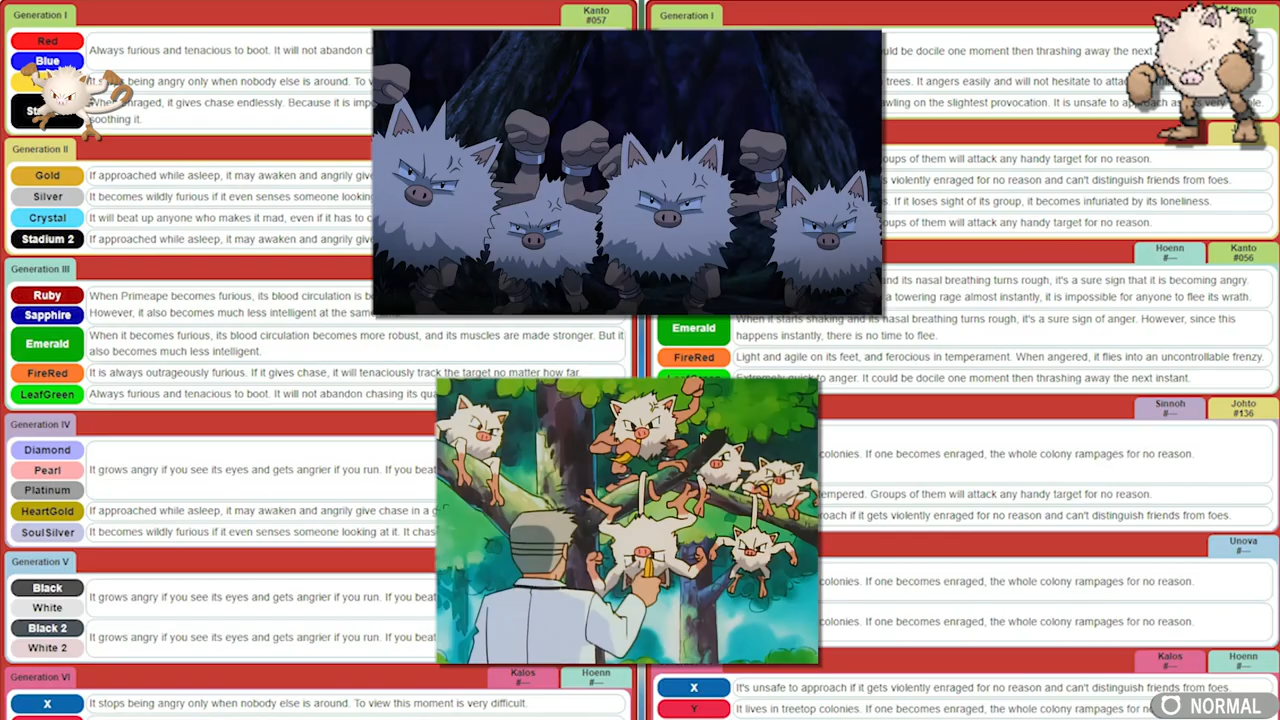 Generation I
Kanto
#057
Red
Blue
Always furious and tenacious to boot. It will not abandon
being angry only when nobody else is around. To
enraged, it gives chase endlessly. Because it is
soothing it.
Generation II
Gold
If approached while asleep, it may awaken and angrily give
Silver
It becomes wildly furious if it even senses someone looking
Crystal
It will beat up anyone who makes it mad, even if it has to
Stadium 2
If approached while asleep, it may awaken and angrily give
Generation III
Ruby
Sapphire
When Primeape becomes furious, its blood circulation is
However, it also becomes much less intelligent at the same
Emerald
When it becomes furious, its blood circulation becomes more robust, and its muscles are made stronger. But it
also becomes much less intelligent.
FireRed
It is always outrageously furious. If it gives chase, it will tenaciously track the target no matter how far.
LeafGreen
Always furious and tenacious to boot. It will not abandon chasing its
Generation IV
Diamond
Pearl
Platinum
It grows angry if you see its eyes and gets angrier if you run. If you beat
HeartGold
If approached while asleep, it may awaken and angrily give chase in a
SoulSilver
It becomes wildly furious if it even senses someone looking at it. It
Generation V
Black
White
It grows angry if you see its eyes and gets angrier if you run. If you beat
Black 2
White 2
It grows angry if you see its eyes and gets angrier if you run. If you beat
Generation VI
Kalos
#—
Hoenn
#—
X
It stops being angry only when nobody else is around. To view this moment is very difficult.
Generation I
be docile one moment then thrashing away the next
trees. It angers easily and will not hesitate to
on the slightest provocation. It is unsafe to
of them will attack any handy target for no reason.
violently enraged for no reason and can't distinguish friends from foes.
If it loses sight of its group, it becomes infuriated by its loneliness.
of them will attack any handy target for no reason.
Hoenn
#—
Kanto
#056
and its nasal breathing turns rough, it's a sure sign that it is becoming angry.
a towering rage almost instantly, it is impossible for anyone to flee its wrath.
Emerald
When it starts shaking and its nasal breathing turns rough, it's a sure sign of anger. However, since this
happens instantly, there is no time to flee.
FireRed
Light and agile on its feet, and ferocious in temperament. When angered, it flies into an uncontrollable frenzy.
LeafGreen
Extremely quick to anger. It could be docile one moment then thrashing away the next instant.
Sinnoh
#—
Johto
#136
colonies. If one becomes enraged, the whole colony rampages for no reason.
tempered. Groups of them will attack any handy target for no reason.
if it gets violently enraged for no reason and can't distinguish friends from foes.
Unova
#—
colonies. If one becomes enraged, the whole colony rampages for no reason.
colonies. If one becomes enraged, the whole colony rampages for no reason.
Kalos
#—
Hoenn
#—
X
It's unsafe to approach if it gets violently enraged for no reason and can't distinguish friends from foes.
Y
It lives in treetop colonies. If one becomes enraged, the whole colony rampages for no
NORMAL